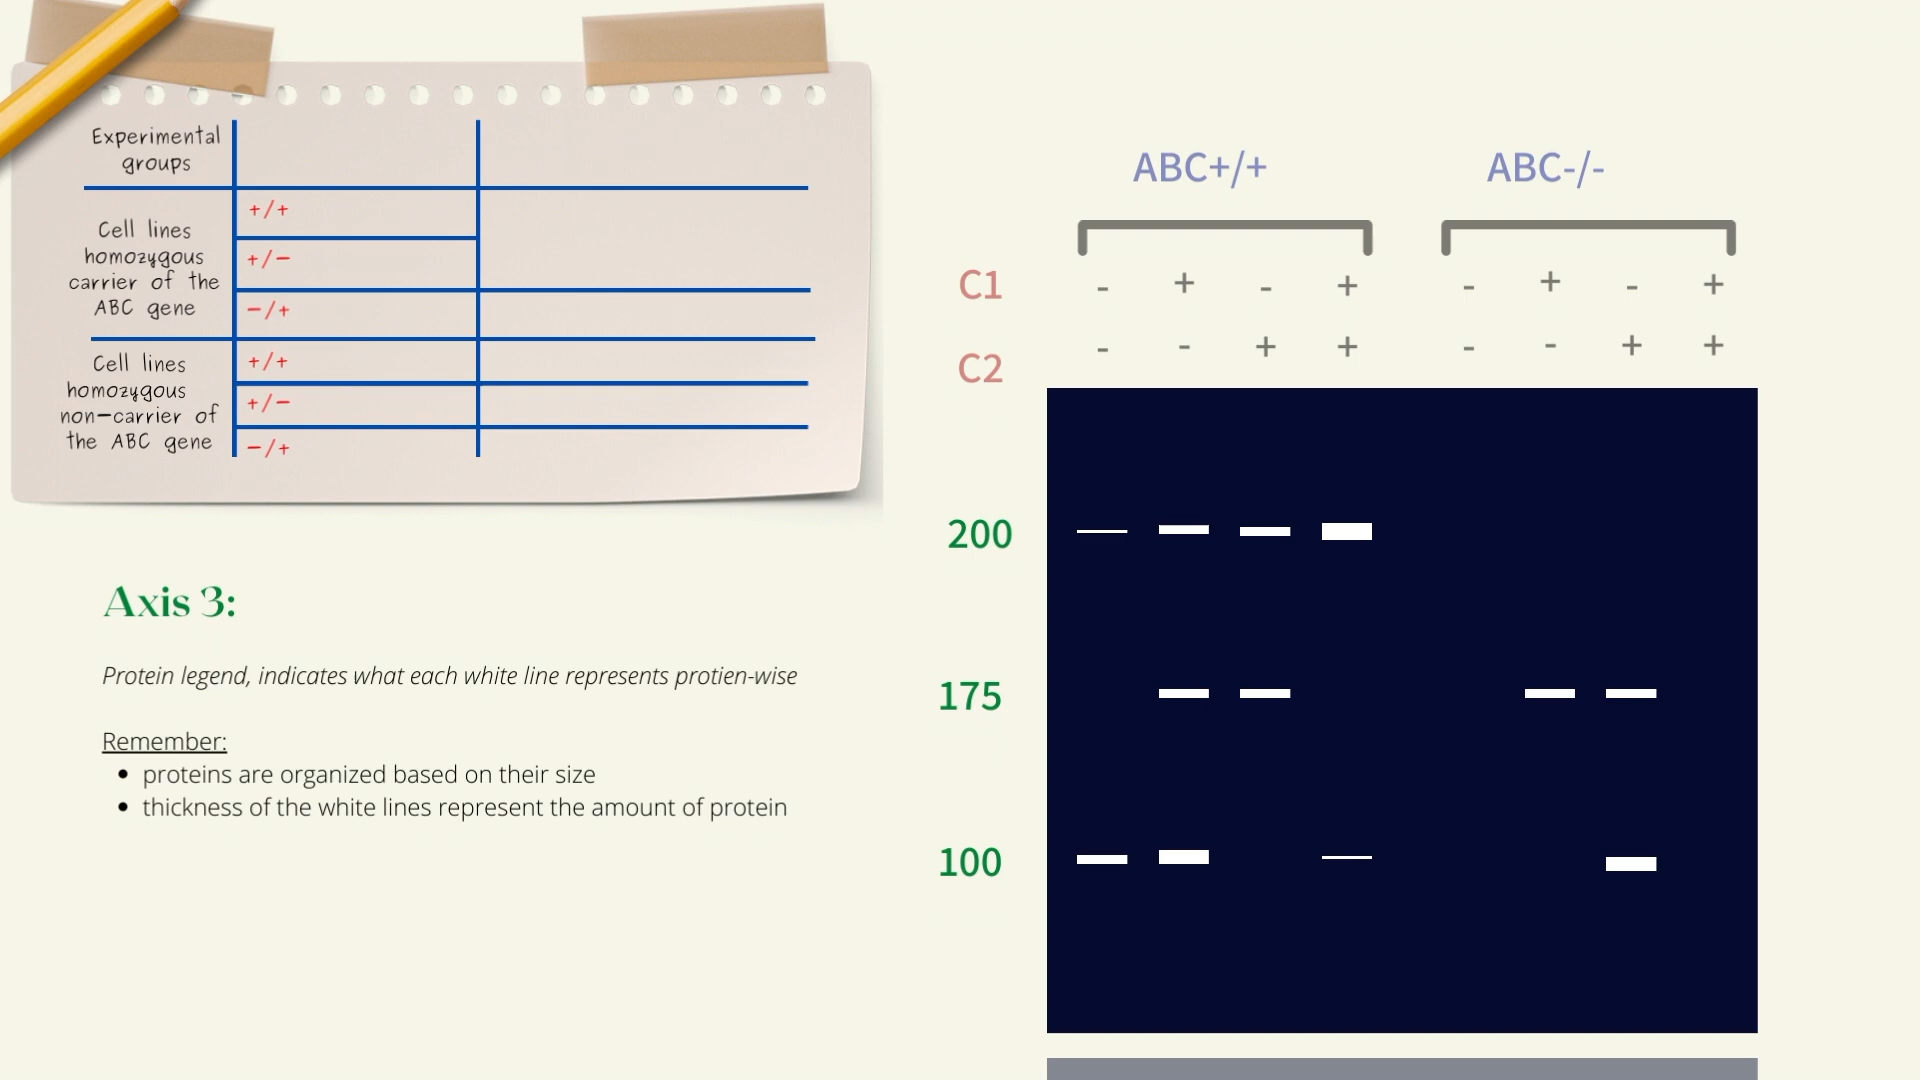 Experimental
groups
+/+
Cell lines
homozygous
carrier of the
ABC gene
+/-
-/+
Cell lines
homozygous
non-carrier of
the ABC gene
+/+
+/-
-/+
Axis 3:
Protein legend, indicates what each white line represents protien-wise
Remember:
• proteins are organized based on their size
• thickness of the white lines represent the amount of protein
ABC+/+ ABC-/-
C1 - + - + - + - +
C2 - - + + - - + +
200
175
100